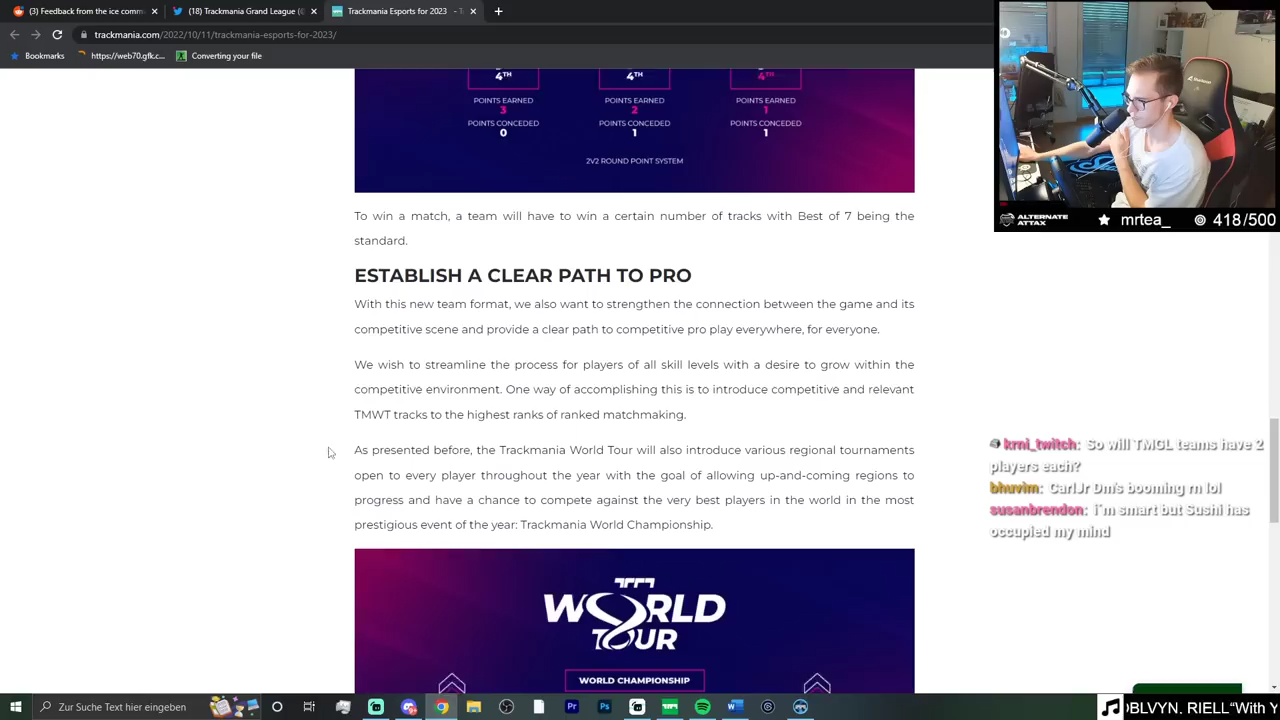 (3) Feedback from the ice comm
(18) Trackmania Grand League
Trackmania Esports for 2023
trackmania.com/2022/10/11/trackmania-esports-for-2023/
Bookmarks
https://web70.gfk.c...
Converting your file
4TH
4TH
4TH
POINTS EARNED
POINTS EARNED
POINTS EARNED
3
2
1
POINTS CONCEDED
POINTS CONCEDED
POINTS CONCEDED
0
1
1
2V2 ROUND POINT SYSTEM
ALTERNATE
ATTAX
mrtea_
418/500
To win a match, a team will have to win a certain number of tracks with Best of 7 being the
standard.
ESTABLISH A CLEAR PATH TO PRO
With this new team format, we also want to strengthen the connection between the game and its
competitive scene and provide a clear path to competitive pro play everywhere, for everyone.
We wish to streamline the process for players of all skill levels with a desire to grow within the
competitive environment. One way of accomplishing this is to introduce competitive and relevant
TMWT tracks to the highest ranks of ranked matchmaking.
As presented before, the Trackmania World Tour will also introduce various regional tournaments
open to every player throughout the year with the goal of allowing up-and-coming regions to
progress and have a chance to compete against the very best players in the world in the most
prestigious event of the year: Trackmania World Championship.
krni_twitch: So will TMGL teams have 2
players each?
bhuvim: CarlJr Dm's booming rn lol
susanbrendon: i´m smart but Sushi has
occupied my mind
WORLD
TOUR
WORLD CHAMPIONSHIP
Zur Suche Text hier eingeben
OBLVYN, RIELL “With Y